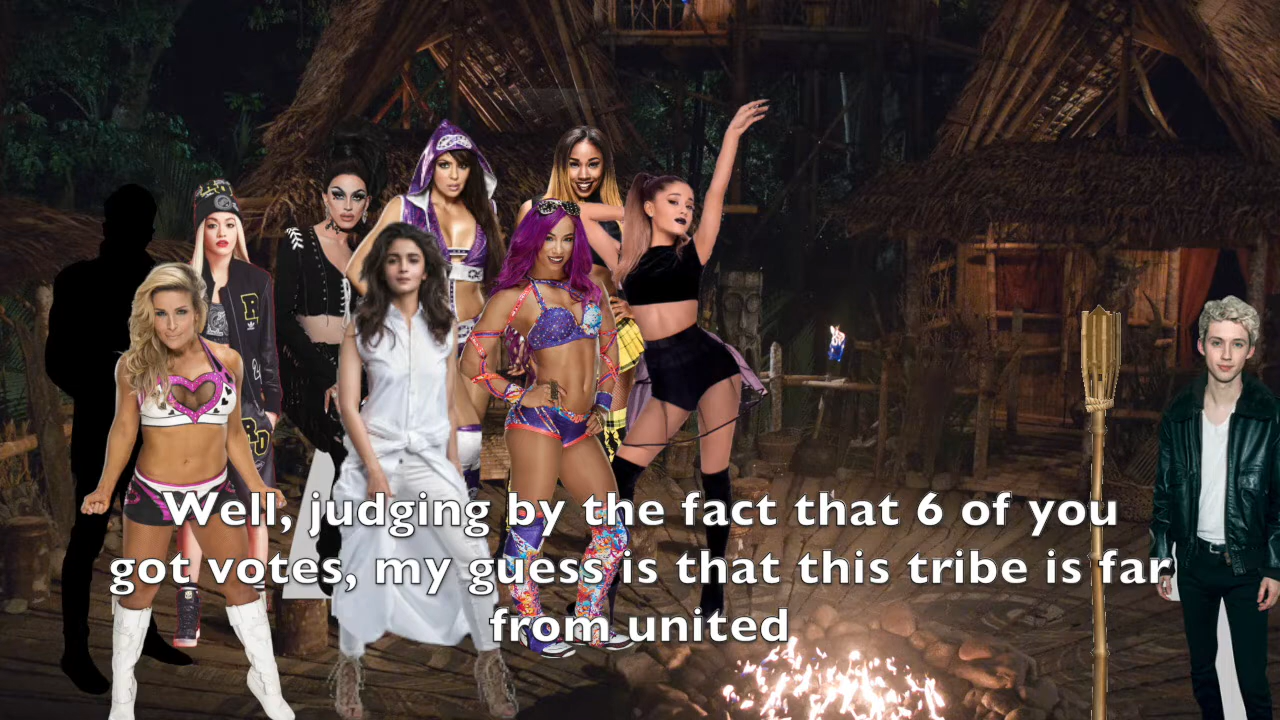 Well, judging by the fact that 6 of you
got votes, my guess is that this tribe is far
from united
R
RD